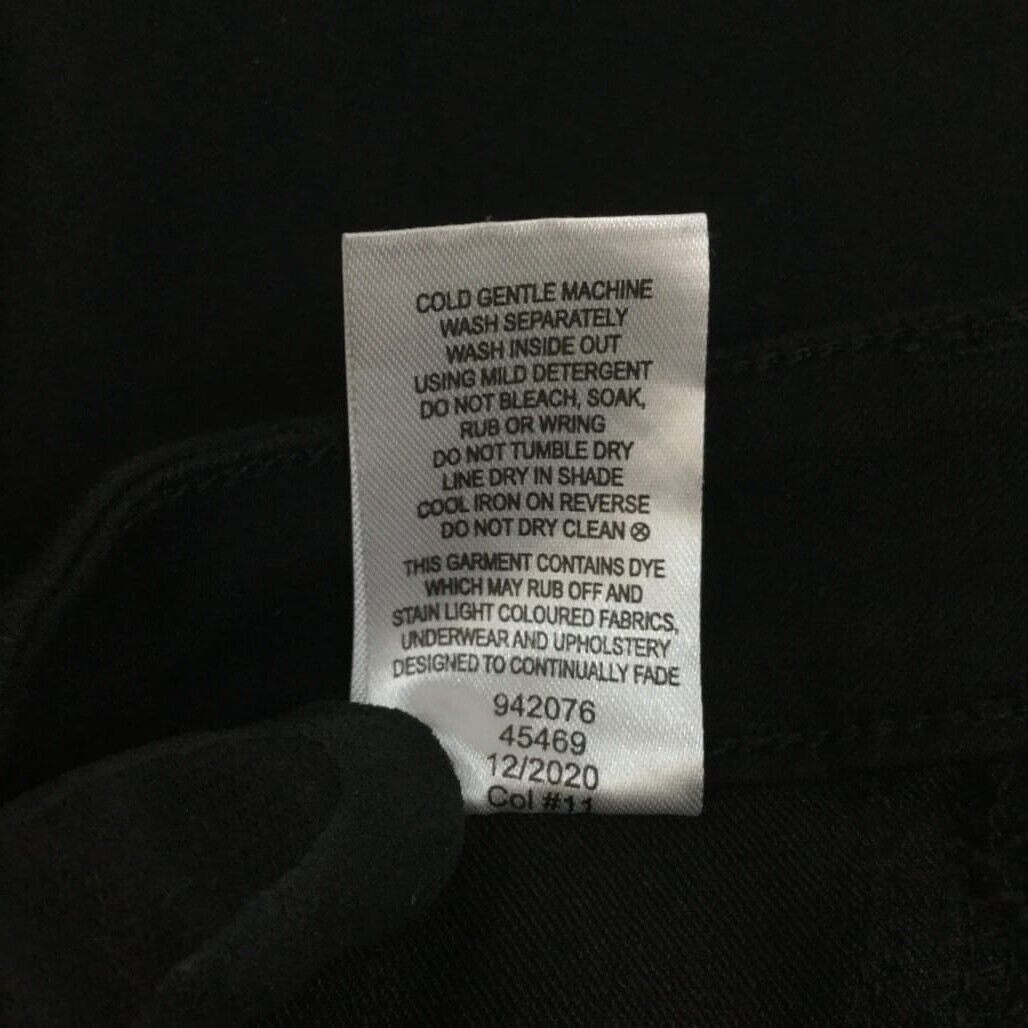 COLD GENTLE MACHINE
WASH SEPARATELY
WASH INSIDE OUT
USING MILD DETERGENT
DO NOT BLEACH, SOAK,
RUB OR WRING
DO NOT TUMBLE DRY
LINE DRY IN SHADE
COOL IRON ON REVERSE
DO NOT DRY CLEAN
THIS GARMENT CONTAINS DYE
WHICH MAY RUB OFF AND
STAIN LIGHT COLOURED FABRICS,
UNDERWEAR AND UPHOLSTERY
DESIGNED TO CONTINUALLY FADE
942076
45469
12/2020
Col #11